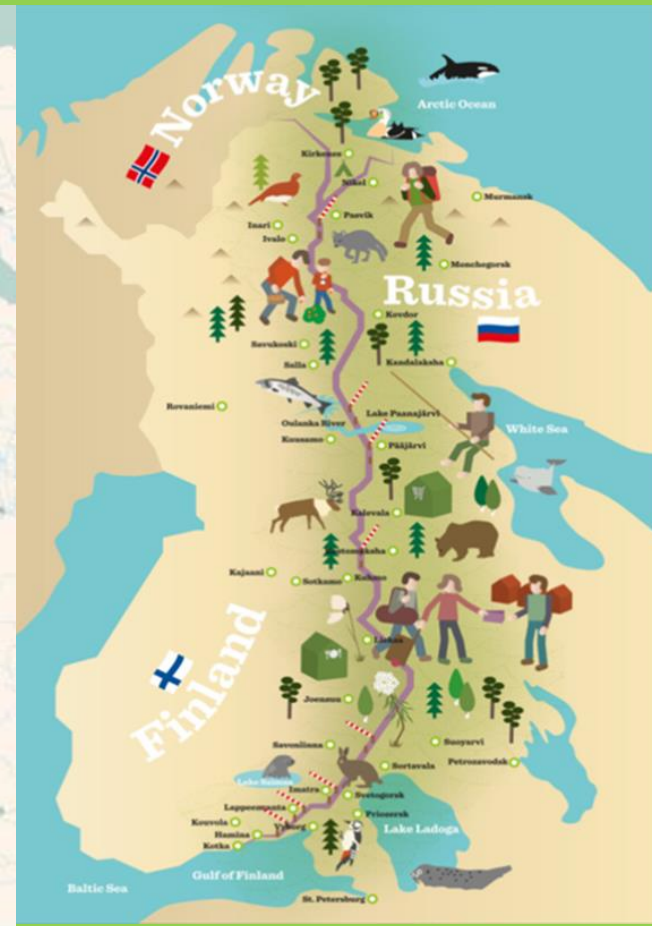 Norway
Arctic Ocean
Kirkenes
Nikel
Murmansk
Pasvik
Inari
Ivalo
Monchegorsk
Russia
Kovdor
Savukoski
Salla
Kandalaksha
Rovaniemi
Lake Paanajärvi
Oulanka River
White Sea
Kuusamo
Pääjärvi
Kalevala
Kostomuksha
Kajaani
Sotkamo
Kuhmo
Finland
Lieksa
Joensuu
Savonlinna
Suoyarvi
Sortavala
Petrozavodsk
Lake Saimaa
Imatra
Svetogorsk
Lappeenranta
Priozersk
Kouvola
Vyborg
Lake Ladoga
Hamina
Kotka
Gulf of Finland
Baltic Sea
St. Petersburg